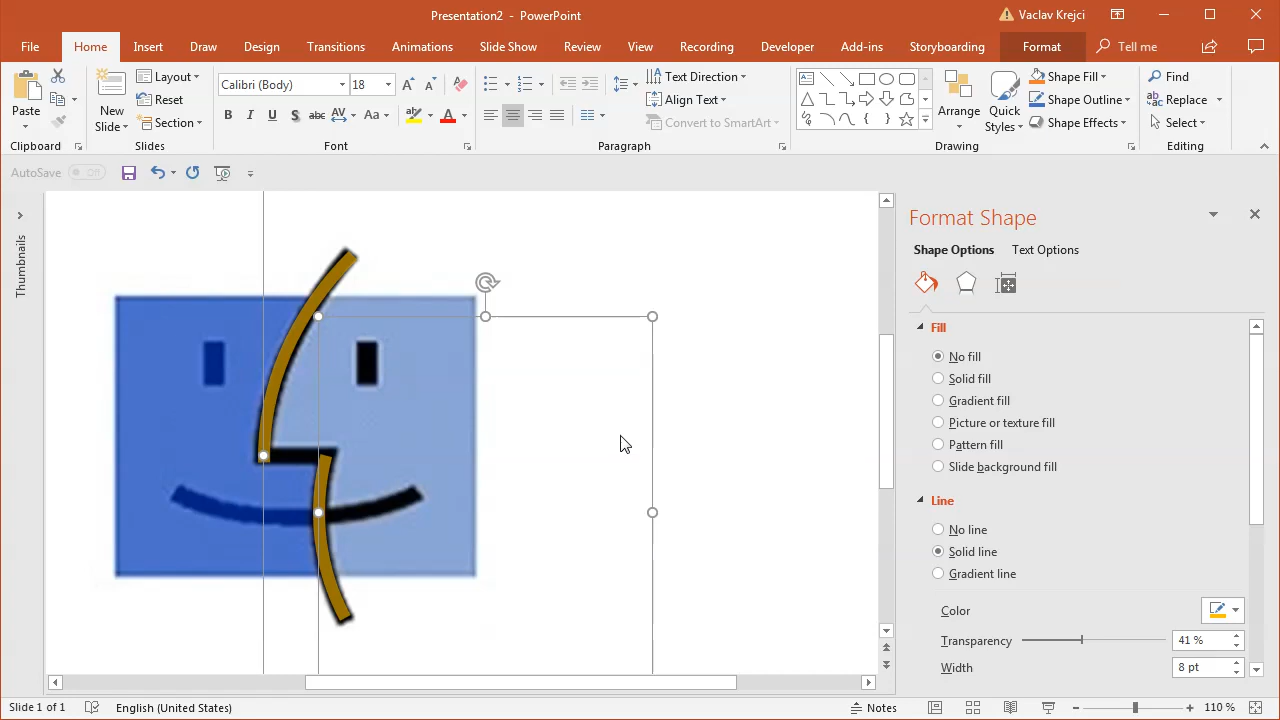 Presentation2 - PowerPoint
Vaclav Krejci
File Home Insert Draw Design Transitions Animations Slide Show Review View Recording Developer Add-ins Storyboarding Format Tell me
Paste
Clipboard
New Slide
Layout
Reset
Section
Slides
Calibri (Body) 18
B I U S abc AV Aa A
Font
Text Direction
Align Text
Convert to SmartArt
Paragraph
Arrange
Quick Styles
Shape Fill
Shape Outline
Shape Effects
Drawing
Find
Replace
Select
Editing
AutoSave Off
Thumbnails
Format Shape
Shape Options Text Options
Fill
No fill
Solid fill
Gradient fill
Picture or texture fill
Pattern fill
Slide background fill
Line
No line
Solid line
Gradient line
Color
Transparency 41 %
Width 8 pt
Slide 1 of 1 English (United States) Notes 110 %